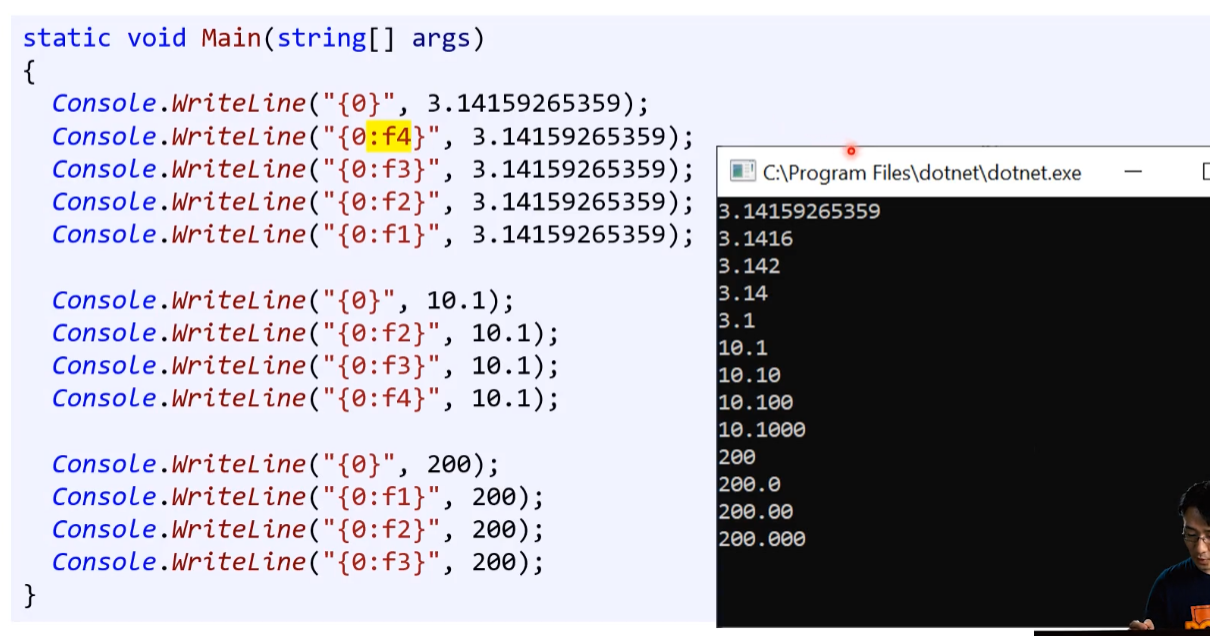 static void Main(string[] args)
{
Console.WriteLine("{0}", 3.14159265359);
Console.WriteLine("{0:f4}", 3.14159265359);
Console.WriteLine("{0:f3}", 3.14159265359);
Console.WriteLine("{0:f2}", 3.14159265359);
Console.WriteLine("{0:f1}", 3.14159265359);
Console.WriteLine("{0}", 10.1);
Console.WriteLine("{0:f2}", 10.1);
Console.WriteLine("{0:f3}", 10.1);
Console.WriteLine("{0:f4}", 10.1);
Console.WriteLine("{0}", 200);
Console.WriteLine("{0:f1}", 200);
Console.WriteLine("{0:f2}", 200);
Console.WriteLine("{0:f3}", 200);
}
C:\Program Files\dotnet\dotnet.exe
3.14159265359
3.1416
3.142
3.14
3.1
10.1
10.10
10.100
10.1000
200
200.0
200.00
200.000